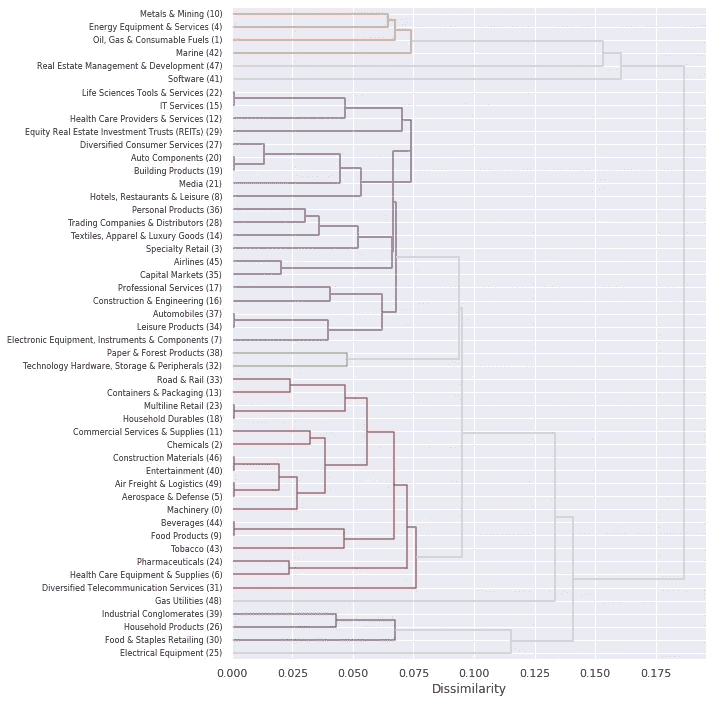 Metals & Mining (10)
Energy Equipment & Services (4)
Oil, Gas & Consumable Fuels (1)
Marine (42)
Real Estate Management & Development (47)
Software (41)
Life Sciences Tools & Services (22)
IT Services (15)
Health Care Providers & Services (12)
Equity Real Estate Investment Trusts (REITs) (29)
Diversified Consumer Services (27)
Auto Components (20)
Building Products (19)
Media (21)
Hotels, Restaurants & Leisure (8)
Personal Products (36)
Trading Companies & Distributors (28)
Textiles, Apparel & Luxury Goods (14)
Specialty Retail (3)
Airlines (45)
Capital Markets (35)
Professional Services (17)
Construction & Engineering (16)
Automobiles (37)
Leisure Products (34)
Electronic Equipment, Instruments & Components (7)
Paper & Forest Products (38)
Technology Hardware, Storage & Peripherals (32)
Road & Rail (33)
Containers & Packaging (13)
Multiline Retail (23)
Household Durables (18)
Commercial Services & Supplies (11)
Chemicals (2)
Construction Materials (46)
Entertainment (40)
Air Freight & Logistics (49)
Aerospace & Defense (5)
Machinery (0)
Beverages (44)
Food Products (9)
Tobacco (43)
Pharmaceuticals (24)
Health Care Equipment & Supplies (6)
Diversified Telecommunication Services (31)
Gas Utilities (48)
Industrial Conglomerates (39)
Household Products (26)
Food & Staples Retailing (30)
Electrical Equipment (25)
0.000 0.025 0.050 0.075 0.100 0.125 0.150 0.175
Dissimilarity